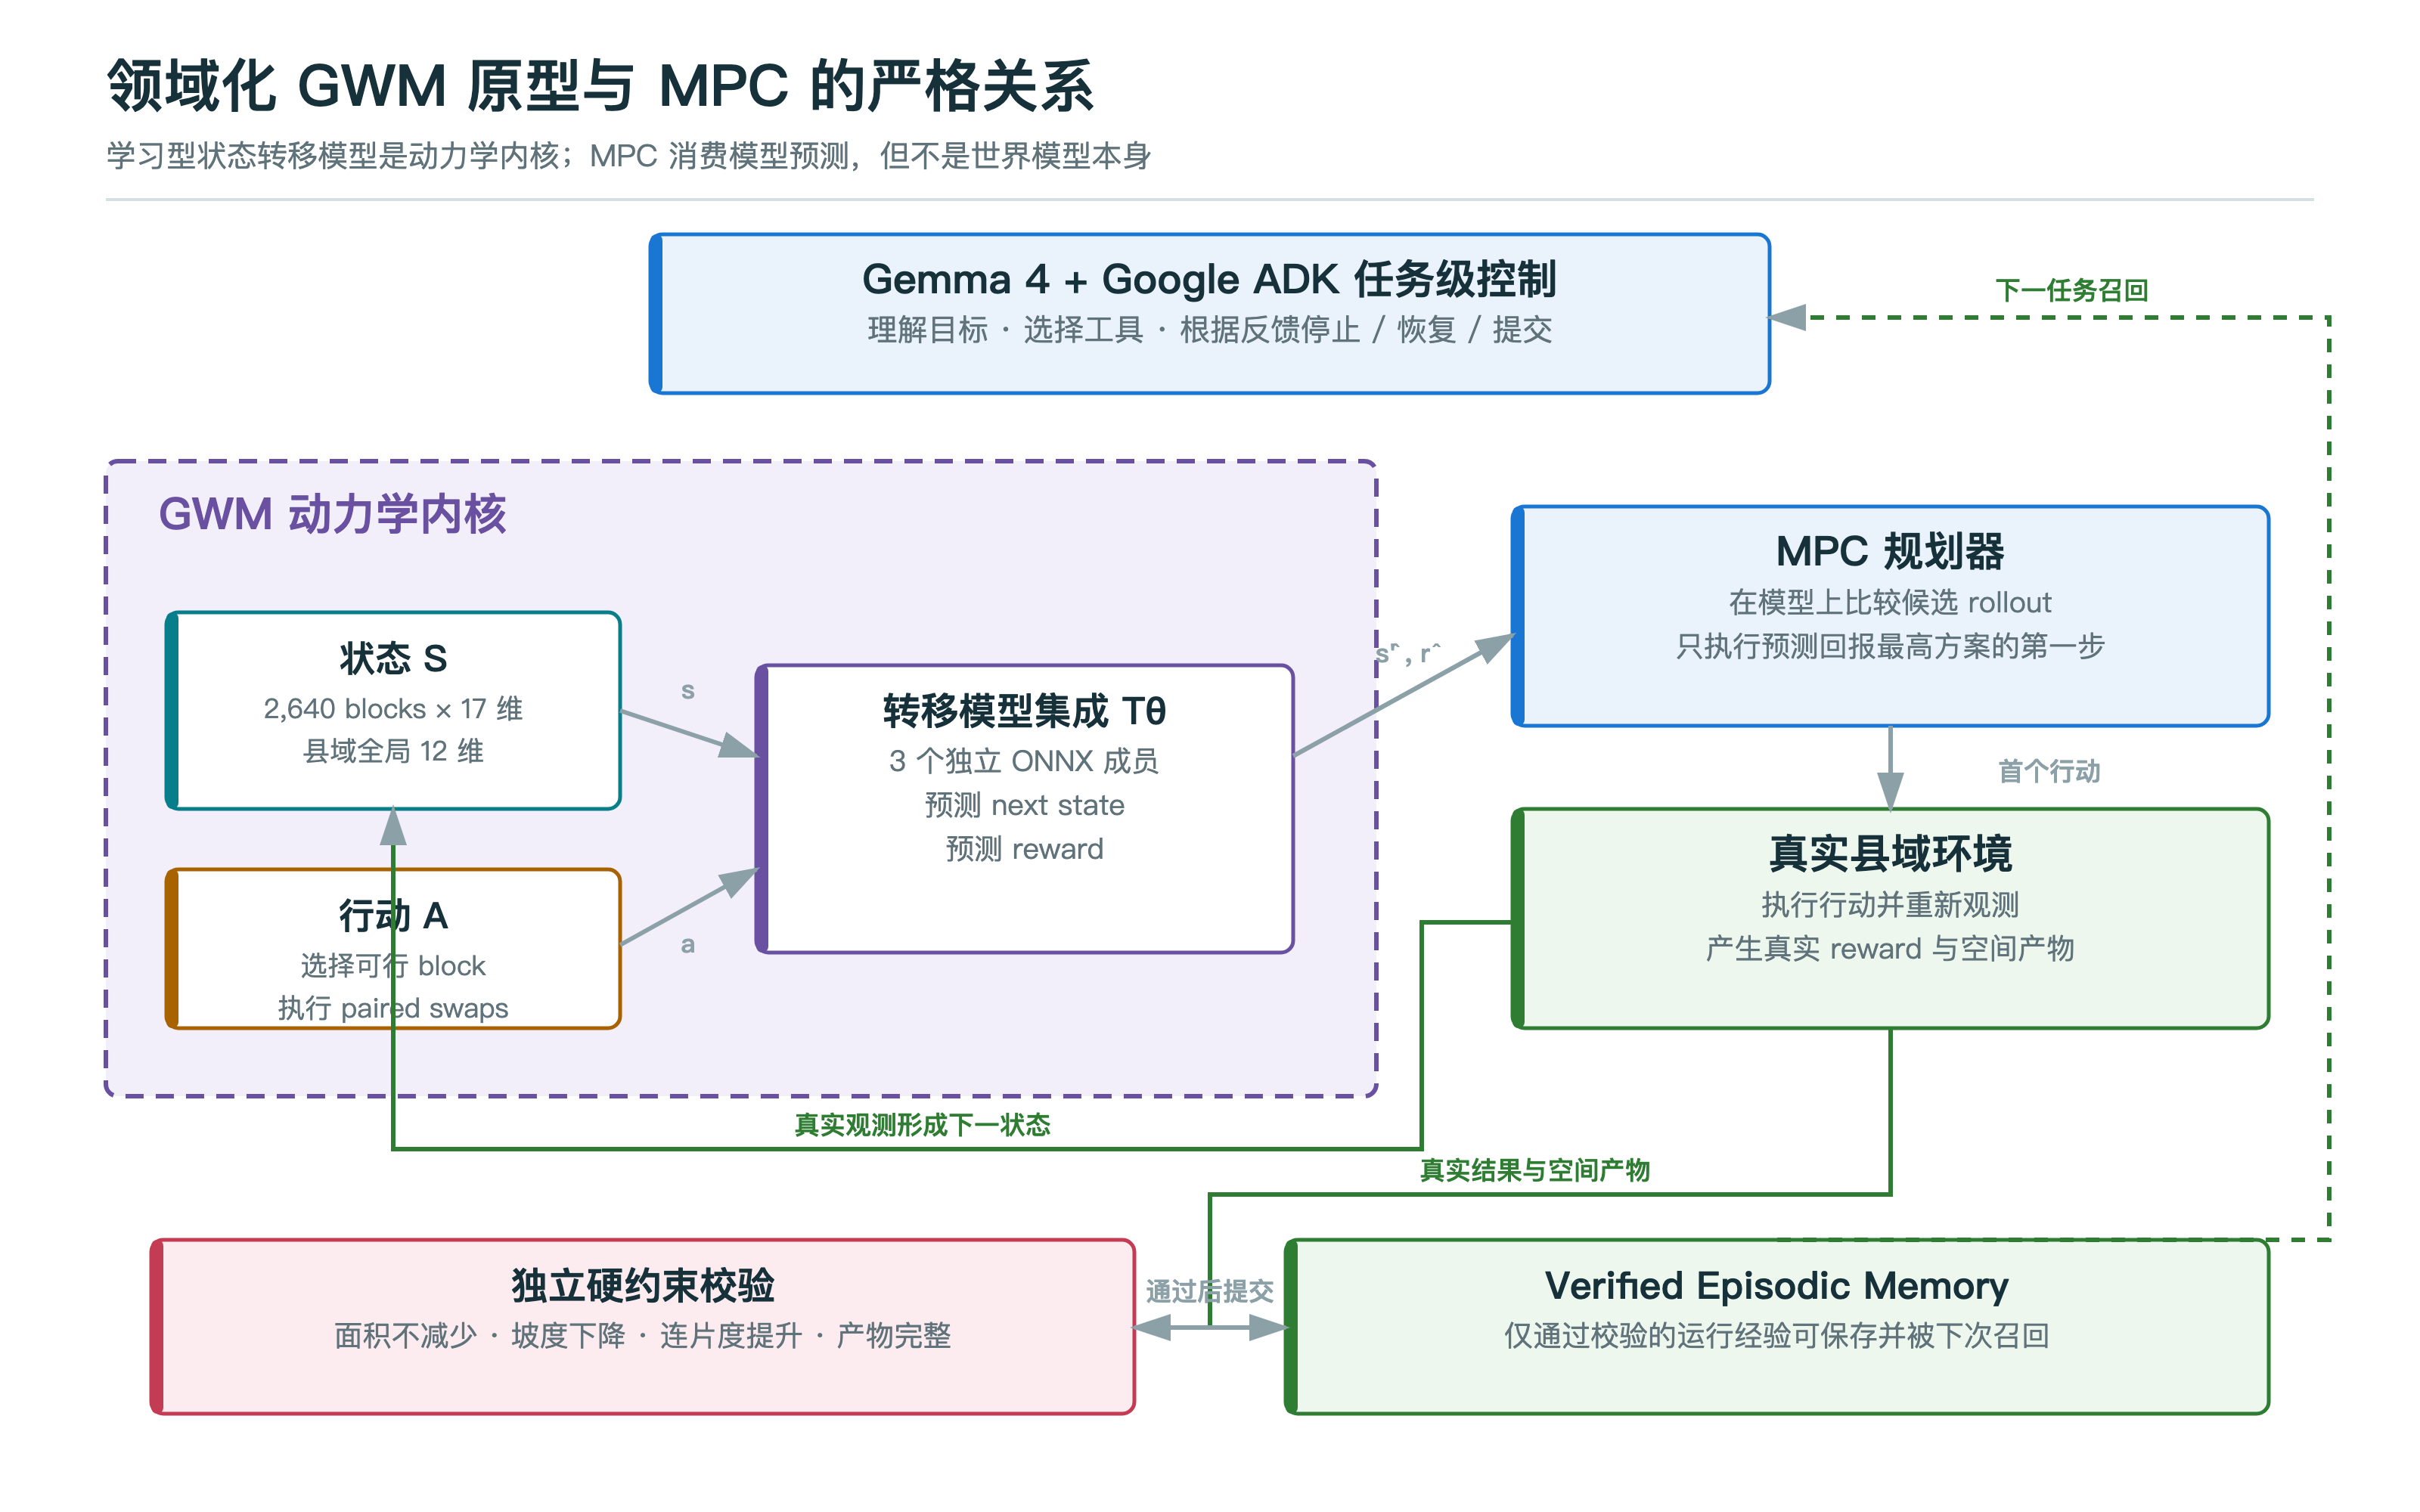 领域化 GWM 原型与 MPC 的严格关系
学习型状态转移模型是动力学内核；MPC 消费模型预测，但不是世界模型本身
Gemma 4 + Google ADK 任务级控制
理解目标 · 选择工具 · 根据反馈停止 / 恢复 / 提交
下一任务召回
GWM 动力学内核
状态 S
2,640 blocks × 17 维
县域全局 12 维
s
行动 A
选择可行 block
执行 paired swaps
a
转移模型集成 Tθ
3 个独立 ONNX 成员
预测 next state
预测 reward
MPC 规划器
在模型上比较候选 rollout
只执行预测回报最高方案的第一步
首个行动
真实县域环境
执行行动并重新观测
产生真实 reward 与空间产物
真实观测形成下一状态
真实结果与空间产物
独立硬约束校验
面积不减少 · 坡度下降 · 连片度提升 · 产物完整
通过后提交
Verified Episodic Memory
仅通过校验的运行经验可保存并被下次召回